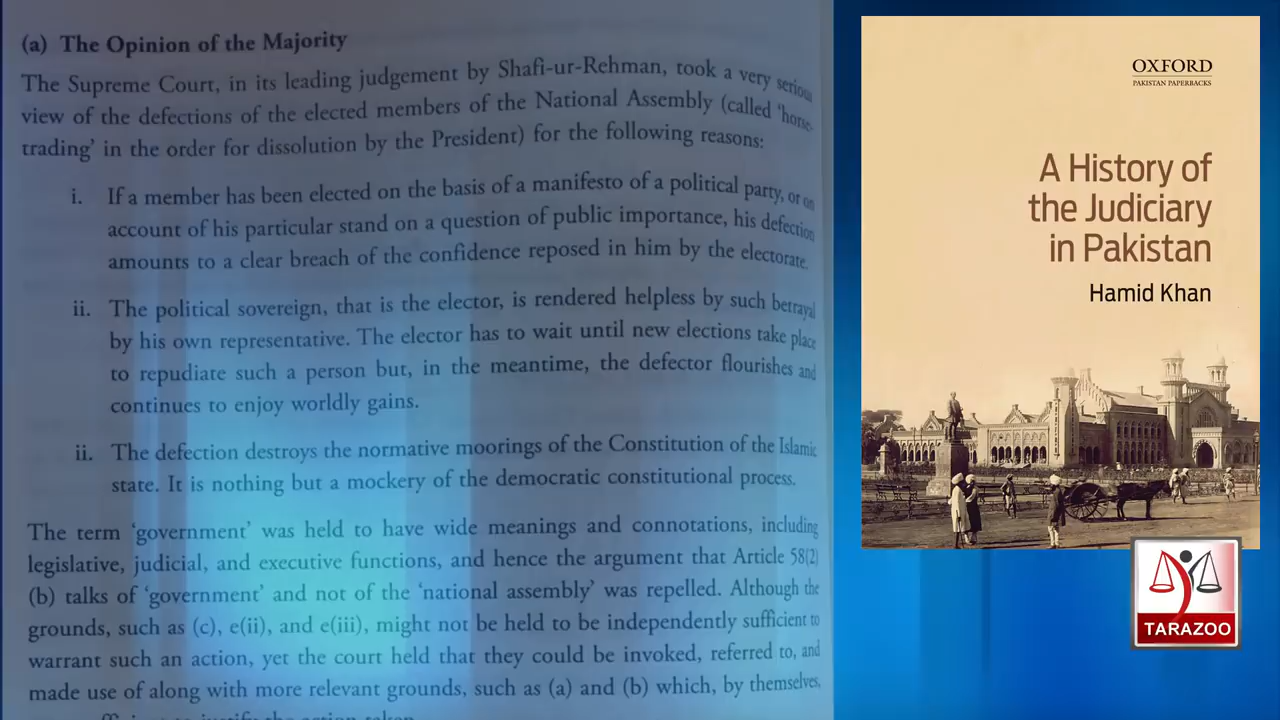 (a) The Opinion of the Majority
The Supreme Court, in its leading judgement by Shafi-ur-Rehman, took a very serious
view of the defections of the elected members of the National Assembly (called 'horse-
trading' in the order for dissolution by the President) for the following reasons:
i. If a member has been elected on the basis of a manifesto of a political party, or on
account of his particular stand on a question of public importance, his defection
amounts to a clear breach of the confidence reposed in him by the electorate.
ii. The political sovereign, that is the elector, is rendered helpless by such betrayal
by his own representative. The elector has to wait until new elections take place
to repudiate such a person but, in the meantime, the defector flourishes and
continues to enjoy worldly gains.
ii. The defection destroys the normative moorings of the Constitution of the Islamic
state. It is nothing but a mockery of the democratic constitutional process.
The term 'government' was held to have wide meanings and connotations, including
legislative, judicial, and executive functions, and hence the argument that Article 58(2)
(b) talks of 'government' and not of the 'national assembly' was repelled. Although the
grounds, such as (c), e(ii), and e(iii), might not be held to be independently sufficient to
warrant such an action, yet the court held that they could be invoked, referred to, and
made use of along with more relevant grounds, such as (a) and (b) which, by themselves,
OXFORD
PAKISTAN PAPERBACKS
A History of
the Judiciary
in Pakistan
Hamid Khan
TARAZOO